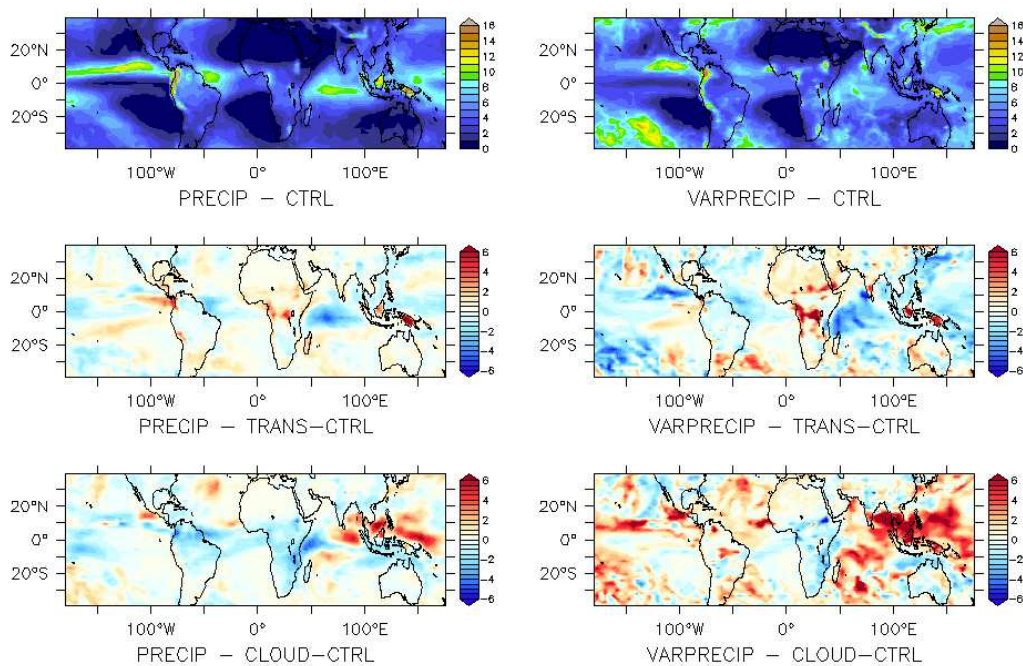 20°N
0°
20°S
100°W 0° 100°E
PRECIP – CTRL
16
14
12
10
8
6
4
2
0
20°N
0°
20°S
100°W 0° 100°E
VARPRECIP – CTRL
16
14
12
10
8
6
4
2
0
20°N
0°
20°S
100°W 0° 100°E
PRECIP – TRANS–CTRL
6
4
2
0
−2
−4
−6
20°N
0°
20°S
100°W 0° 100°E
VARPRECIP – TRANS–CTRL
6
4
2
0
−2
−4
−6
20°N
0°
20°S
100°W 0° 100°E
PRECIP – CLOUD–CTRL
6
4
2
0
−2
−4
−6
20°N
0°
20°S
100°W 0° 100°E
VARPRECIP – CLOUD–CTRL
6
4
2
0
−2
−4
−6